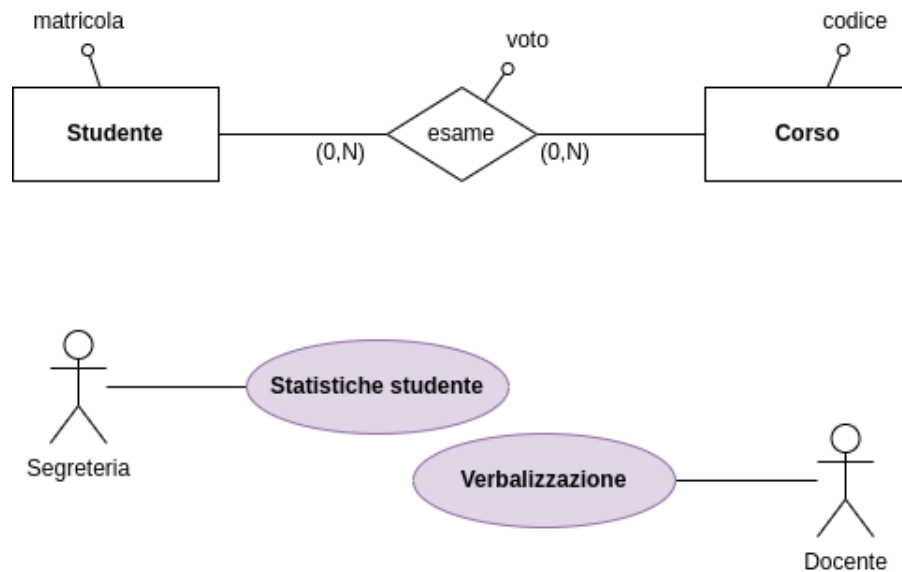 matricola
voto
codice
Studente
esame
Corso
(0,N)
(0,N)
Statistiche studente
Segreteria
Verbalizzazione
Docente